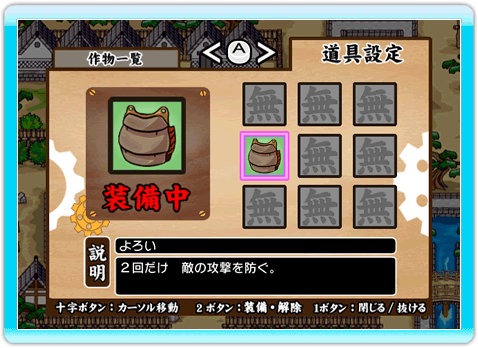 作物一覧
A
道具設定
無 無 無
無 無
無 無 無
装備中
説明
よろい
2回だけ 敵の攻撃を防ぐ。
十字ボタン：カーソル移動 2ボタン：装備・解除 1ボタン：閉じる/抜ける